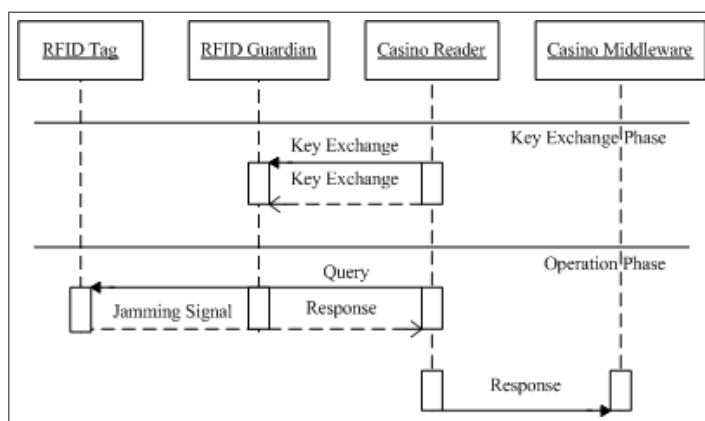 RFID Tag
RFID Guardian
Casino Reader
Casino Middleware
Key Exchange Phase
Key Exchange
Key Exchange
Operation Phase
Query
Jamming Signal
Response
Response